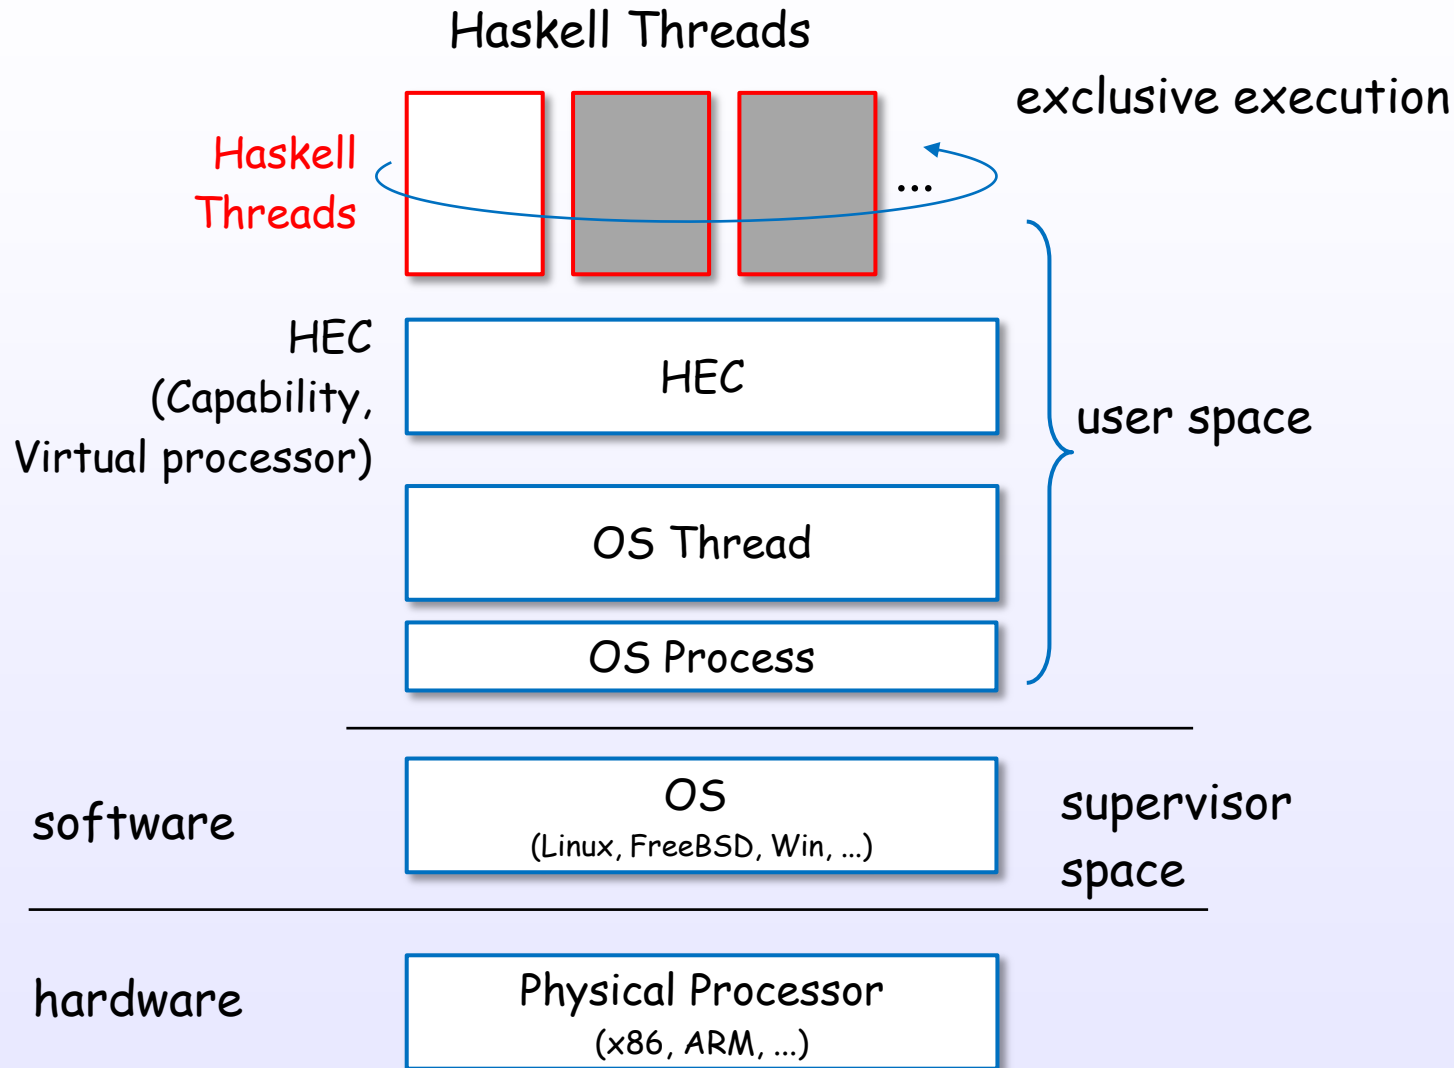 Haskell Threads
exclusive execution
Haskell
Threads
...
HEC
(Capability,
Virtual processor)
HEC
user space
OS Thread
OS Process
OS
(Linux, FreeBSD, Win, ...)
software
supervisor
space
hardware
Physical Processor
(x86, ARM, ...)